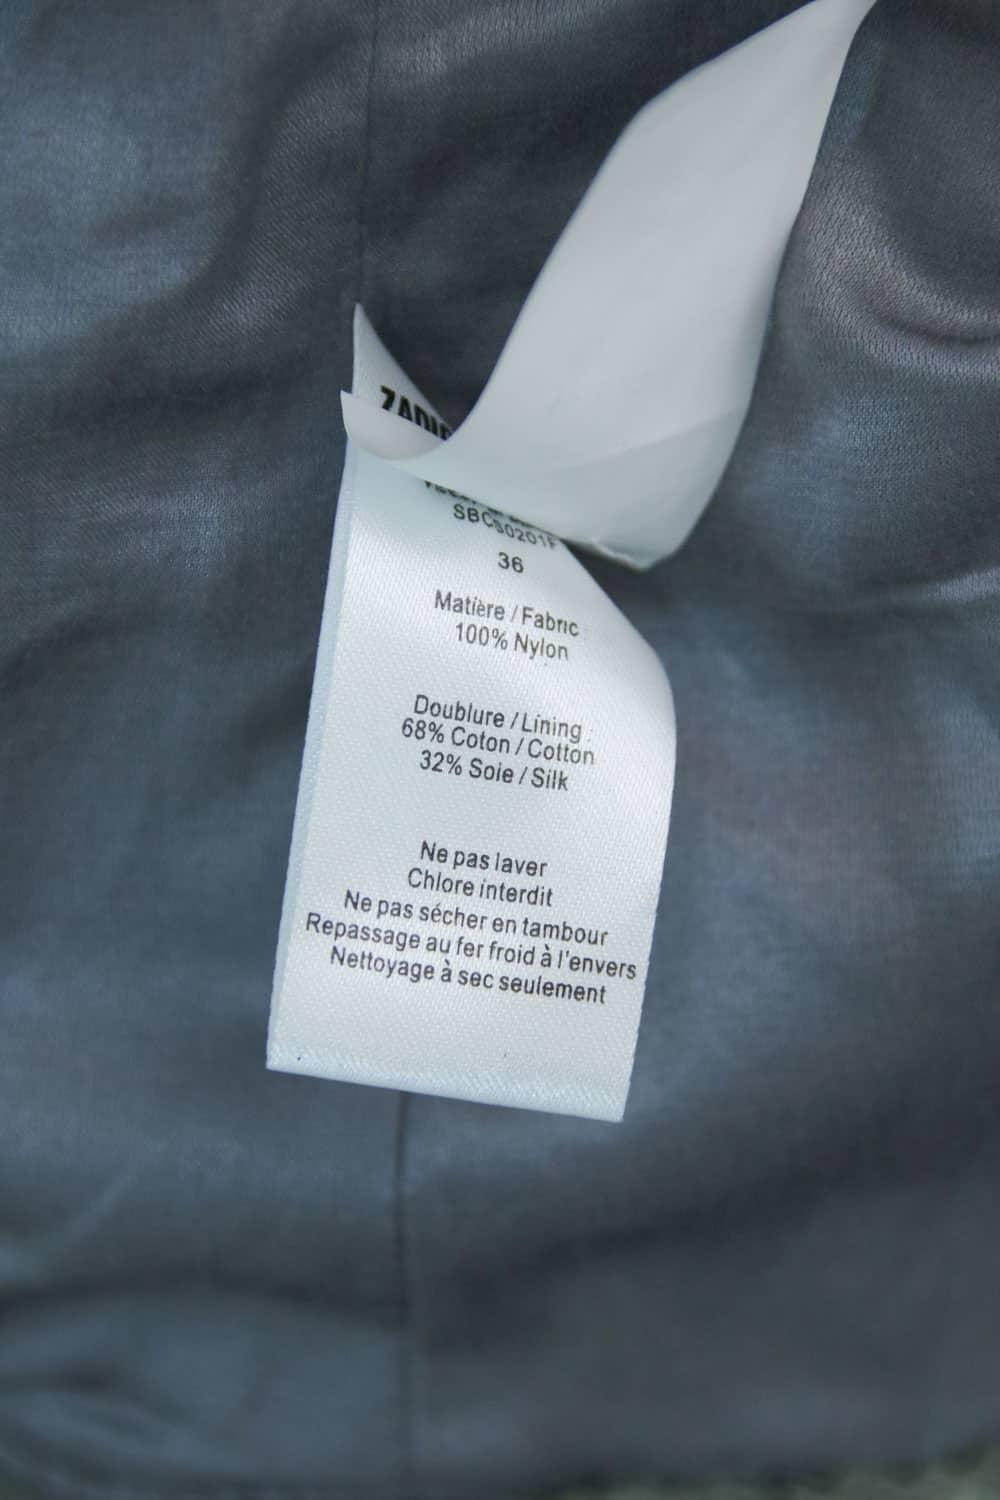 SBCS0201F
36
Matière / Fabric
100% Nylon
Doublure / Lining :
68% Coton / Cotton
32% Soie / Silk
Ne pas laver
Chlore interdit
Ne pas sécher en tambour
Repassage au fer froid à l'envers
Nettoyage à sec seulement